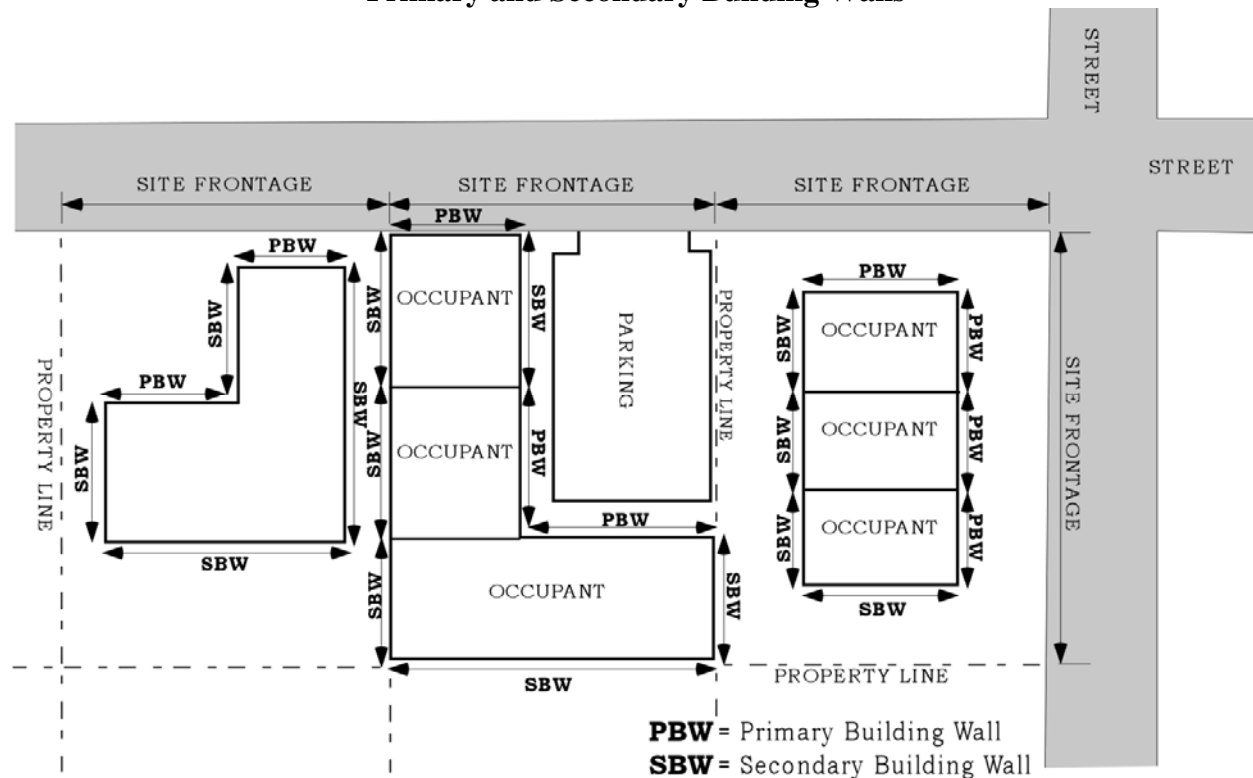 Primary and Secondary Building Walls
STREET
STREET
SITE FRONTAGE
SITE FRONTAGE
SITE FRONTAGE
PBW
PBW
PBW
SBW
SBW
SBW
OCCUPANT
OCCUPANT
SBW
PBW
PARKING
PROPERTY LINE
SBW
PBW
SITE FRONTAGE
PROPERTY LINE
PBW
SBW
SBW
OCCUPANT
PBW
SBW
OCCUPANT
PBW
SBW
PBW
SBW
OCCUPANT
PBW
SBW
SBW
OCCUPANT
SBW
SBW
SBW
PROPERTY LINE
PBW = Primary Building Wall
SBW = Secondary Building Wall